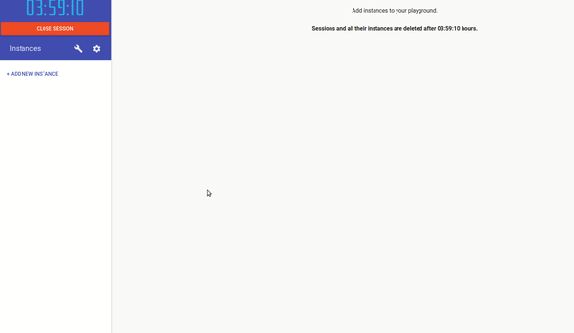 03:59:10
CLOSE SESSION
Instances
+ ADD NEW INSTANCE
Add instances to your playground.
Sessions and all their instances are deleted after 03:59:10 hours.